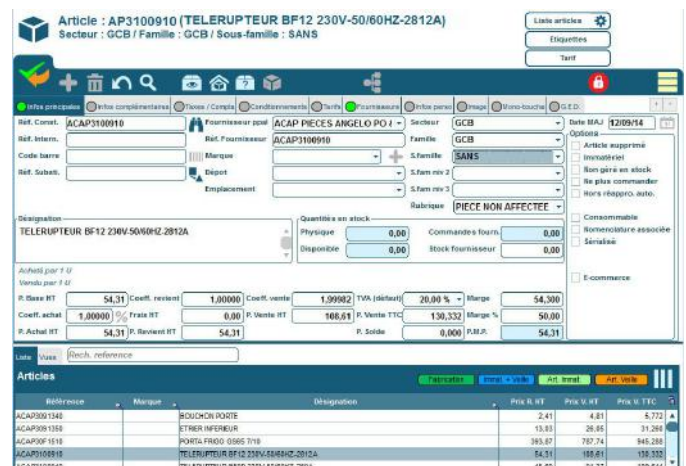 Article : AP3100910 (TELERUPTEUR BF12 230V-50/60HZ-2812A)
Secteur : GCB / Famille : GCB / Sous-famille : SANS
Liste articles
Etiquettes
Tarif
Infos principales Infos complémentaires Taxes / Compta Conditionnements Tarifs Fournisseurs Infos perso Image Mono-touche G.E.D.
Réf. Const. ACAP3100910 Fournisseur ppal ACAP PIECES ANGELO PO Secteur GCB Date MAJ 12/09/14
Réf. Intern. Réf. Fournisseur ACAP3100910 Famille GCB Options
Code barre Marque S.famille SANS Article supprimé
Réf. Substi. Dépot S.fam niv 2 Immatériel
Emplacement S.fam niv 3 Non géré en stock
Rubrique PIECE NON AFFECTEE Ne plus commander
Hors réappro. auto.
Désignation Quantités en stock Consommable
TELERUPTEUR BF12 230V-50/60HZ-2812A Physique 0,00 Commandes fourn. 0,00 Nomenclature associée
Disponible 0,00 Stock fournisseur 0,00 Sérialisé
Acheté par 1 U
Vendu par 1 U E-commerce
P. Base HT 54,31 Coeff. revient 1,00000 Coeff. vente 1,99982 TVA (défaut) 20,00 % Marge 54,300
Coeff. achat 1,00000 % Frais HT 0,00 P. Vente HT 108,61 P. Vente TTC 130,332 Marge % 50,00
P. Achat HT 54,31 P. Revient HT 54,31 P. Solde 0,000 P.M.P. 54,31
Liste Vues Rech. reference
Articles Fabrication Immat. + Veille Art. Immat. Art. Veille
Référence Marque Désignation Prix R. HT Prix V. HT Prix V. TTC
ACAP3091340 BOUCHON PORTE 2,41 4,81 5,772
ACAP3091350 ETRIER INFERIEUR 13,03 26,05 31,260
ACAP30F1510 PORTA FRIGO GS65 7/10 393,87 787,74 945,288
ACAP3100910 TELERUPTEUR BF12 230V-50/60HZ-2812A 54,31 108,61 130,332